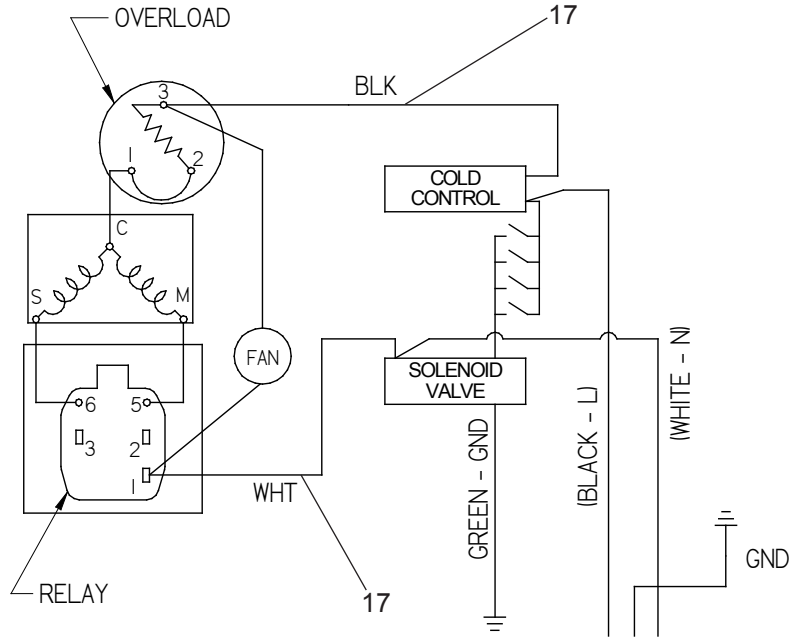 OVERLOAD
17
BLK
3
1
2
COLD
CONTROL
C
S
M
FAN
SOLENOID
VALVE
6
5
3
2
1
WHT
GREEN - GND
(BLACK - L)
(WHITE - N)
GND
RELAY
17